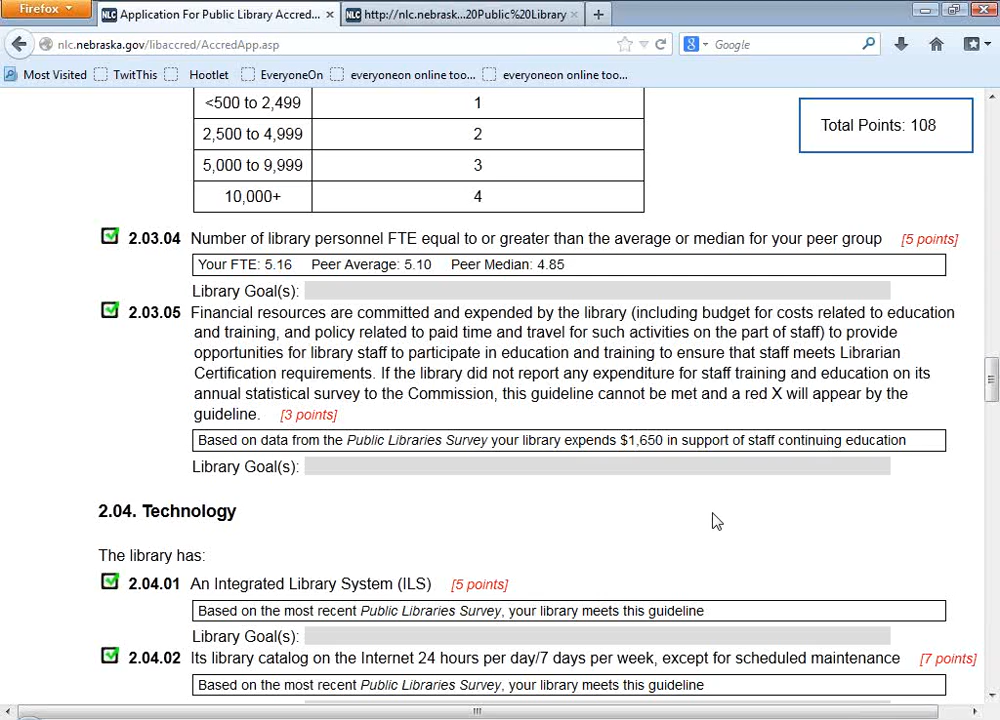 Firefox
Application For Public Library Accred... ×
http://nlc.nebrask...20Public%20Library ×
+
nlc.nebraska.gov/libaccred/AccredApp.asp
Google
Most Visited TwitThis Hootlet EveryoneOn everyoneon online too... everyoneon online too...
<500 to 2,499 1
Total Points: 108
2,500 to 4,999 2
5,000 to 9,999 3
10,000+ 4
2.03.04 Number of library personnel FTE equal to or greater than the average or median for your peer group [5 points]
Your FTE: 5.16 Peer Average: 5.10 Peer Median: 4.85
Library Goal(s):
2.03.05 Financial resources are committed and expended by the library (including budget for costs related to education
and training, and policy related to paid time and travel for such activities on the part of staff) to provide
opportunities for library staff to participate in education and training to ensure that staff meets Librarian
Certification requirements. If the library did not report any expenditure for staff training and education on its
annual statistical survey to the Commission, this guideline cannot be met and a red X will appear by the
guideline. [3 points]
Based on data from the Public Libraries Survey your library expends $1,650 in support of staff continuing education
Library Goal(s):
2.04. Technology
The library has:
2.04.01 An Integrated Library System (ILS) [5 points]
Based on the most recent Public Libraries Survey, your library meets this guideline
Library Goal(s):
2.04.02 Its library catalog on the Internet 24 hours per day/7 days per week, except for scheduled maintenance [7 points]
Based on the most recent Public Libraries Survey, your library meets this guideline